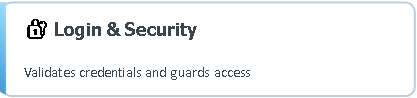 Login & Security
Validates credentials and guards access